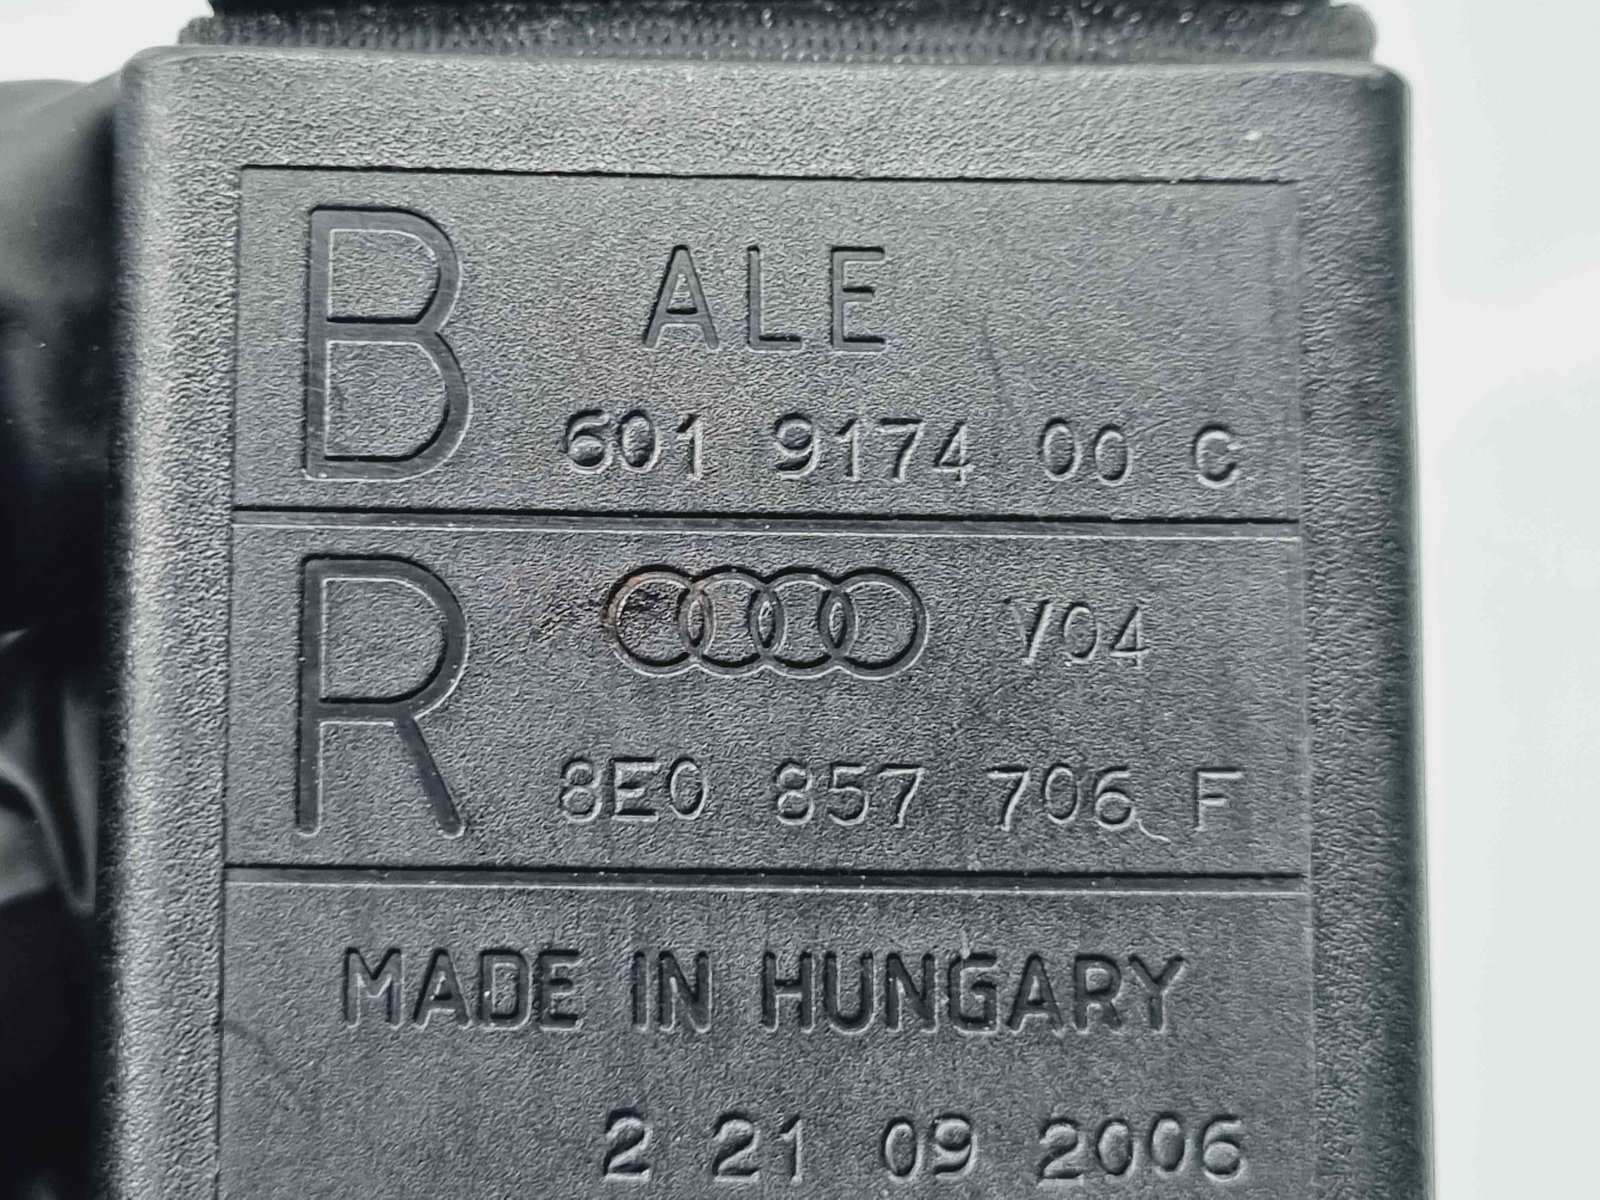 B ALE
601 9174 00 C
R V04
8E0 857 706 F
MADE IN HUNGARY
2 21 09 2006